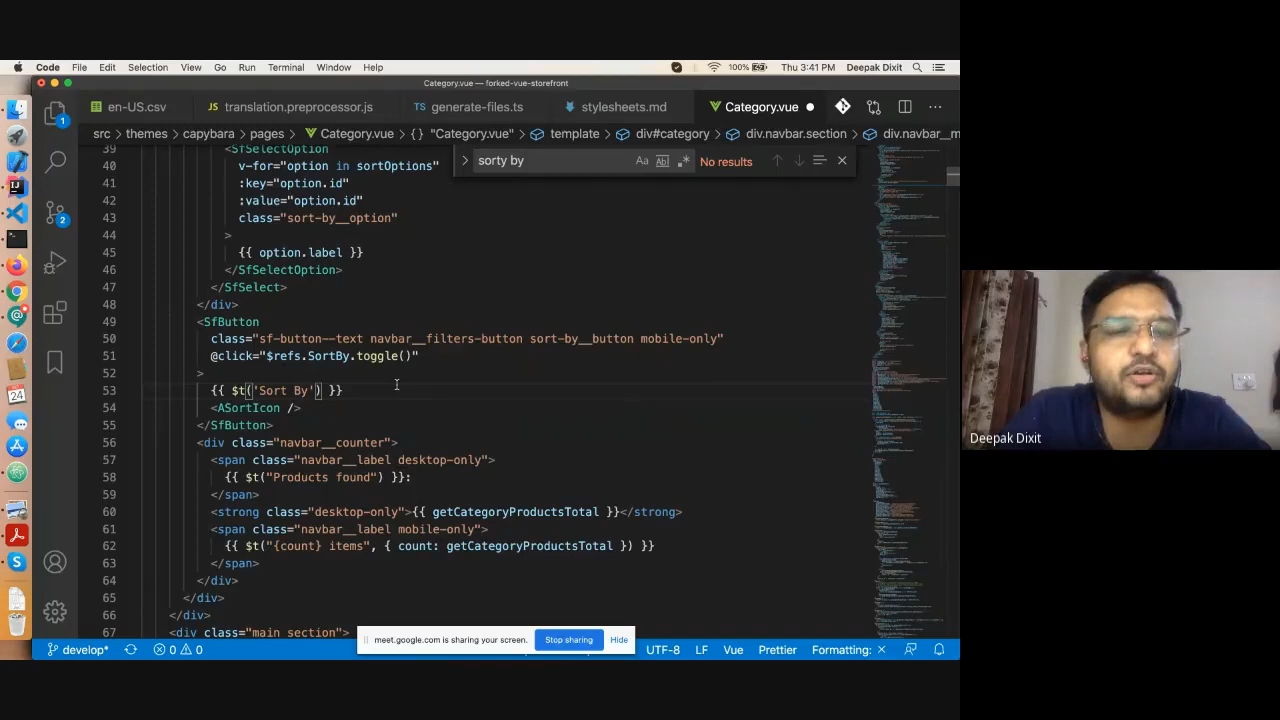 Code File Edit Selection View Go Run Terminal Window Help 100% Thu 3:41 PM Deepak Dixit
Category.vue — forked-vue-storefront
en-US.csv JS translation.preprocessor.js TS generate-files.ts stylesheets.md Category.vue
src › themes › capybara › pages › Category.vue › {} "Category.vue" › template › div#category › div.navbar.section › div.navbar__m
sorty by Aa Abl No results
39 <SfSelectOption
40 v-for="option in sortOptions"
41 :key="option.id"
42 :value="option.id"
43 class="sort-by__option"
44 >
45 {{ option.label }}
46 </SfSelectOption>
47 </SfSelect>
48 </div>
49 <SfButton
50 class="sf-button--text navbar__filters-button sort-by__button mobile-only"
51 @click="$refs.SortBy.toggle()"
52 >
53 {{ $t('Sort By') }}
54 <ASortIcon />
55 </SfButton>
56 <div class="navbar__counter">
57 <span class="navbar__label desktop-only">
58 {{ $t("Products found") }}:
59 </span>
60 <strong class="desktop-only">{{ getCategoryProductsTotal }}</strong>
61 <span class="navbar__label mobile-only">
62 {{ $t("{count} items", { count: getCategoryProductsTotal }) }}
63 </span>
64 </div>
65 </div>
66 </div>
67 <div class="main section">
meet.google.com is sharing your screen. Stop sharing Hide
develop* 0 0 UTF-8 LF Vue Prettier Formatting: ×
1
2
24
Deepak Dixit